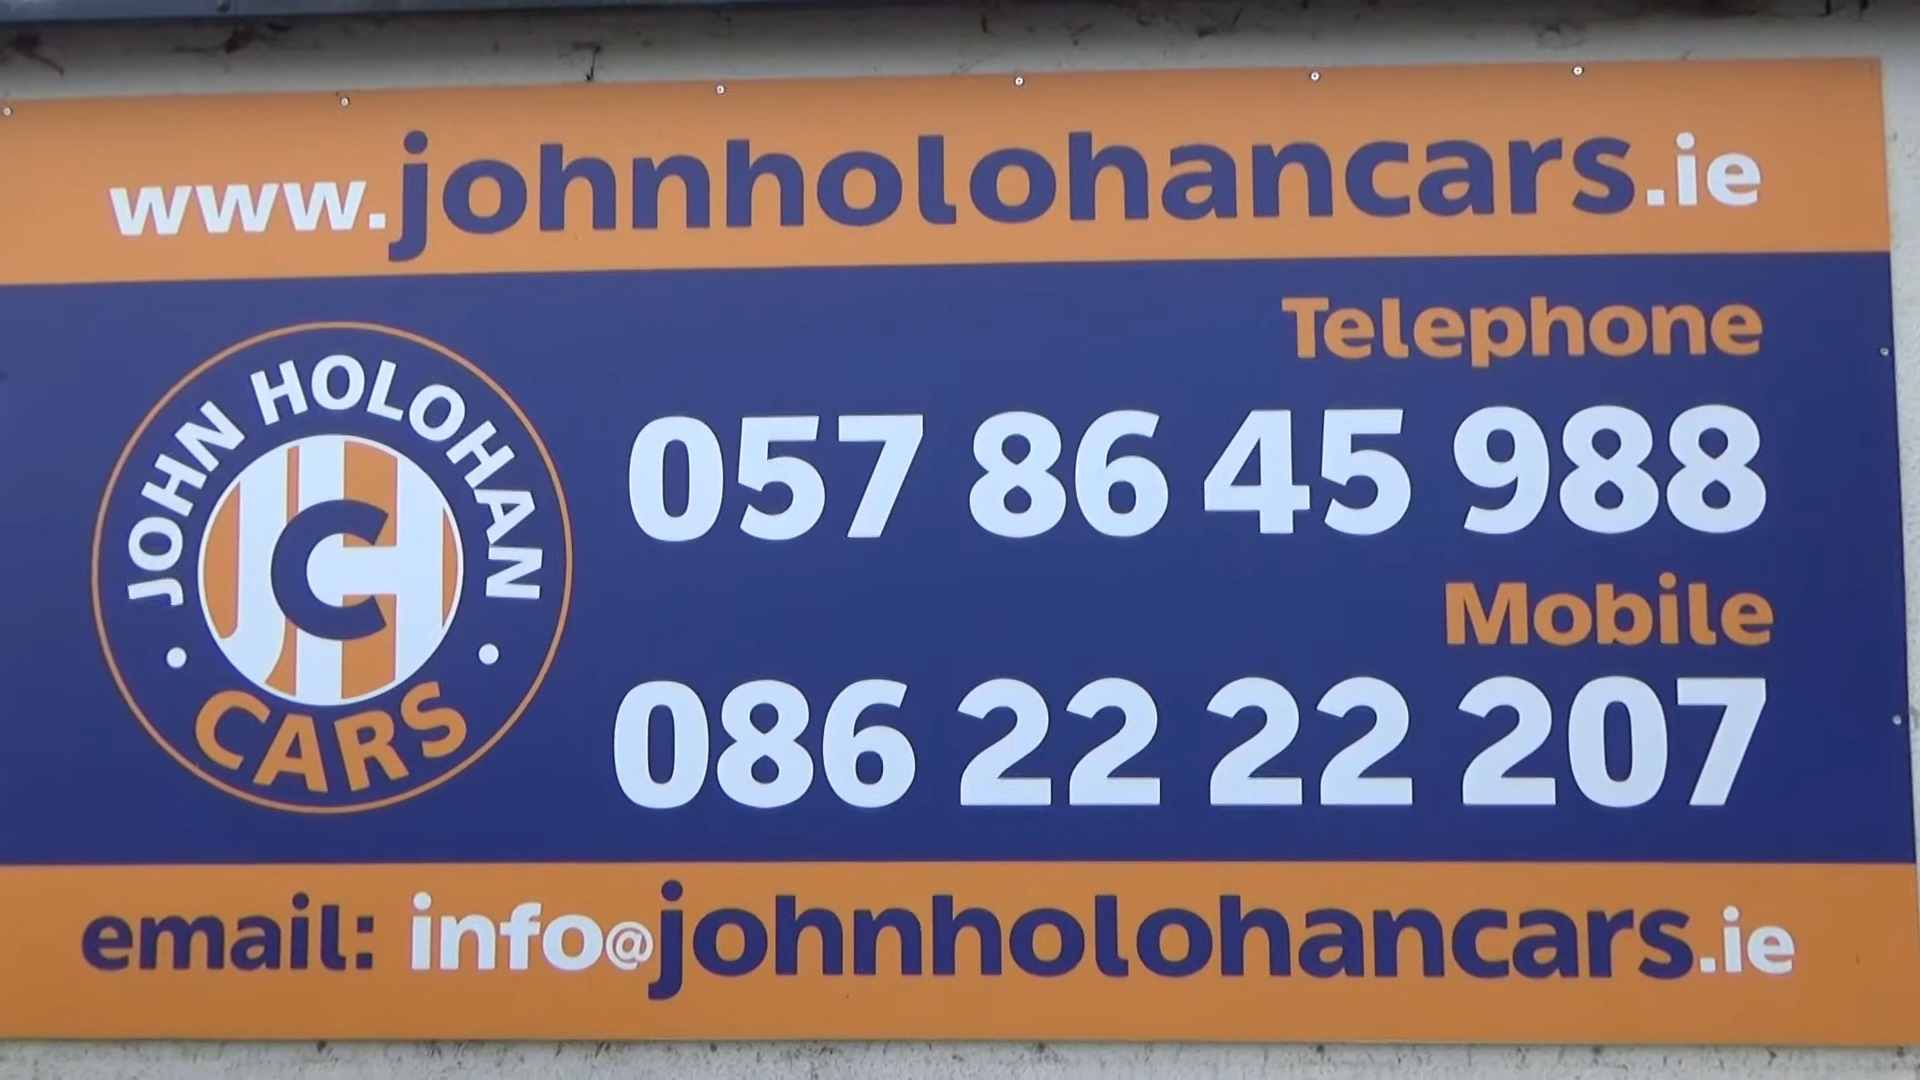 www.johnholohancars.ie
JOHN HOLOHAN
JHC
CARS
Telephone
057 86 45 988
Mobile
086 22 22 207
email: info@johnholohancars.ie